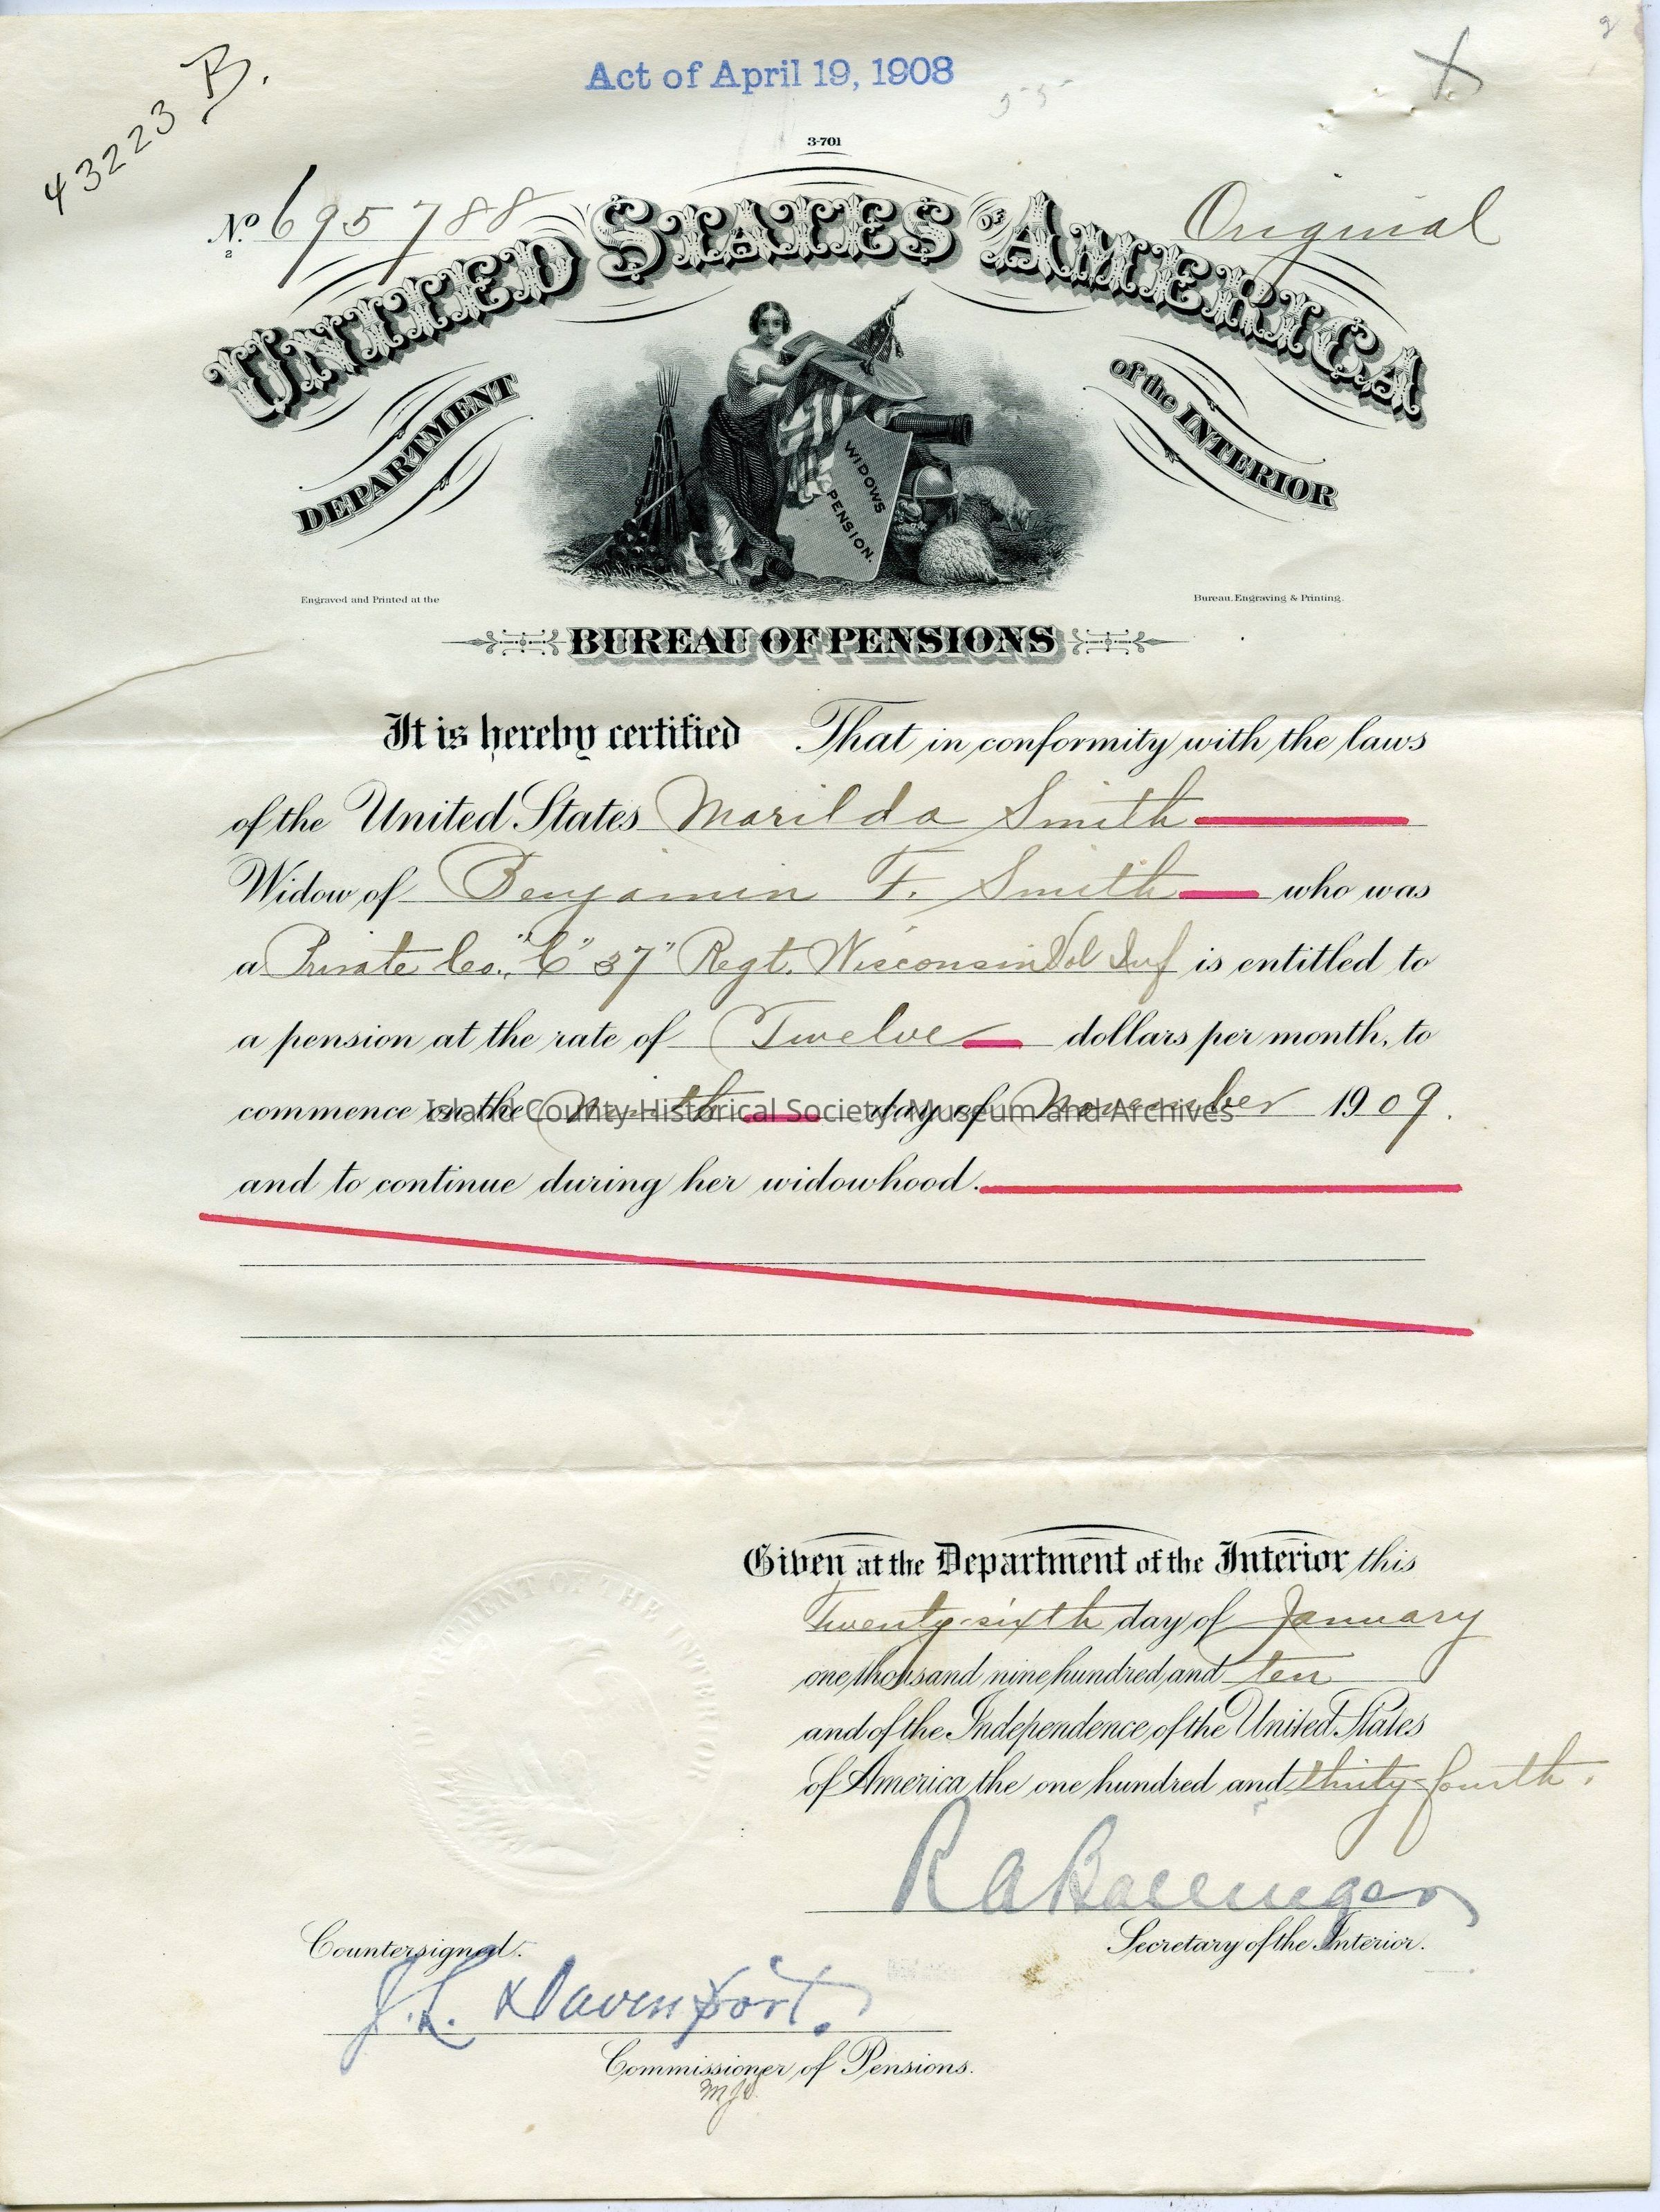 43223 B.
Act of April 19, 1908
3-701
No 695788
2
Original
UNITED STATES OF AMERICA
DEPARTMENT of the INTERIOR
WIDOWS
PENSION.
Engraved and Printed at the Bureau. Engraving & Printing.
BUREAU OF PENSIONS
It is hereby certified That in conformity with the laws
of the United States Marilda Smith
Widow of Benjamin F. Smith who was
a Private Co. "C" 37" Regt. Wisconsin Vol Inf is entitled to
a pension at the rate of Twelve dollars per month, to
commence on the Ninth day of November 1909.
Island County Historical Society Museum and Archives
and to continue during her widowhood.
Given at the Department of the Interior this
Twenty-sixth day of January
one thousand nine hundred and ten
and of the Independence of the United States
of America the one hundred and thirty-fourth.
R A Ballinger
Secretary of the Interior.
Countersigned.
J. L. Davenport.
Commissioner of Pensions.